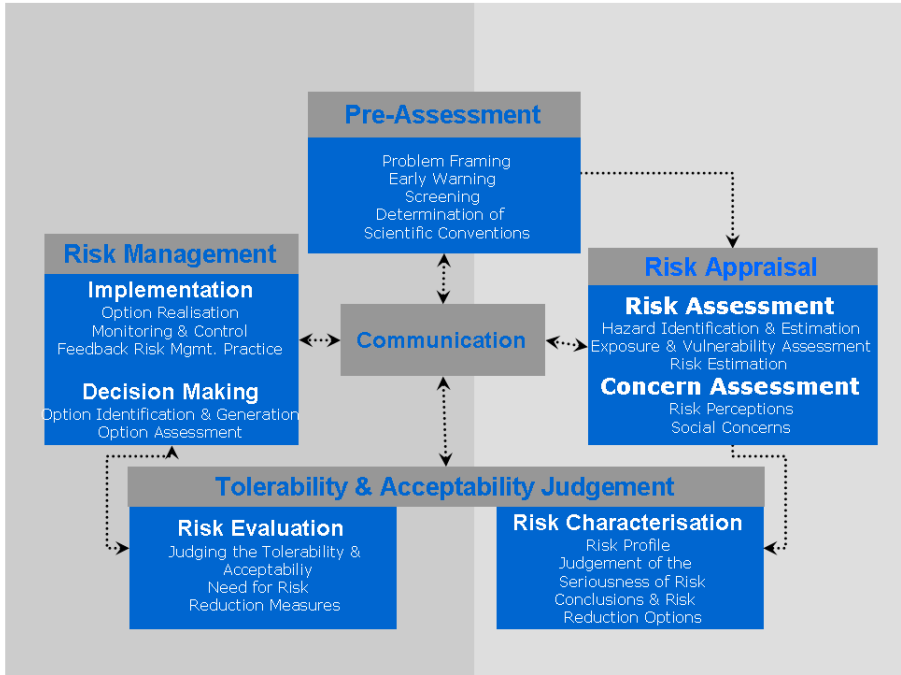 Pre-Assessment
Problem Framing
Early Warning
Screening
Determination of
Scientific Conventions
Risk Management
Implementation
Option Realisation
Monitoring & Control
Feedback Risk Mgmt. Practice
Decision Making
Option Identification & Generation
Option Assessment
Communication
Risk Appraisal
Risk Assessment
Hazard Identification & Estimation
Exposure & Vulnerability Assessment
Risk Estimation
Concern Assessment
Risk Perceptions
Social Concerns
Tolerability & Acceptability Judgement
Risk Evaluation
Judging the Tolerability &
Acceptabiliy
Need for Risk
Reduction Measures
Risk Characterisation
Risk Profile
Judgement of the
Seriousness of Risk
Conclusions & Risk
Reduction Options